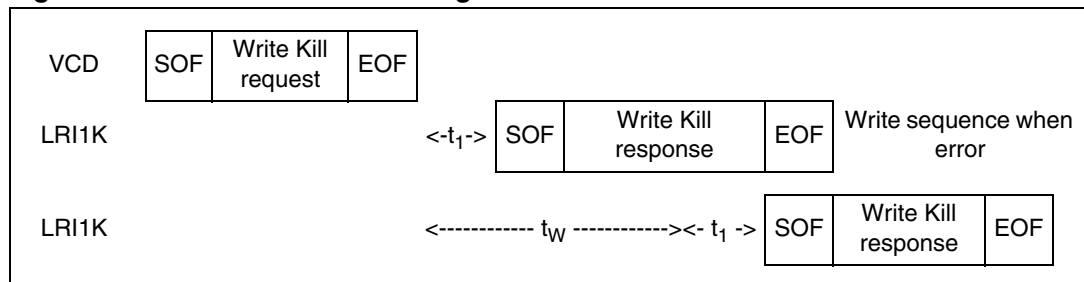 VCD SOF Write Kill request EOF
LRI1K <-t1-> SOF Write Kill response EOF Write sequence when error
LRI1K <------------ tW ------------><- t1 -> SOF Write Kill response EOF